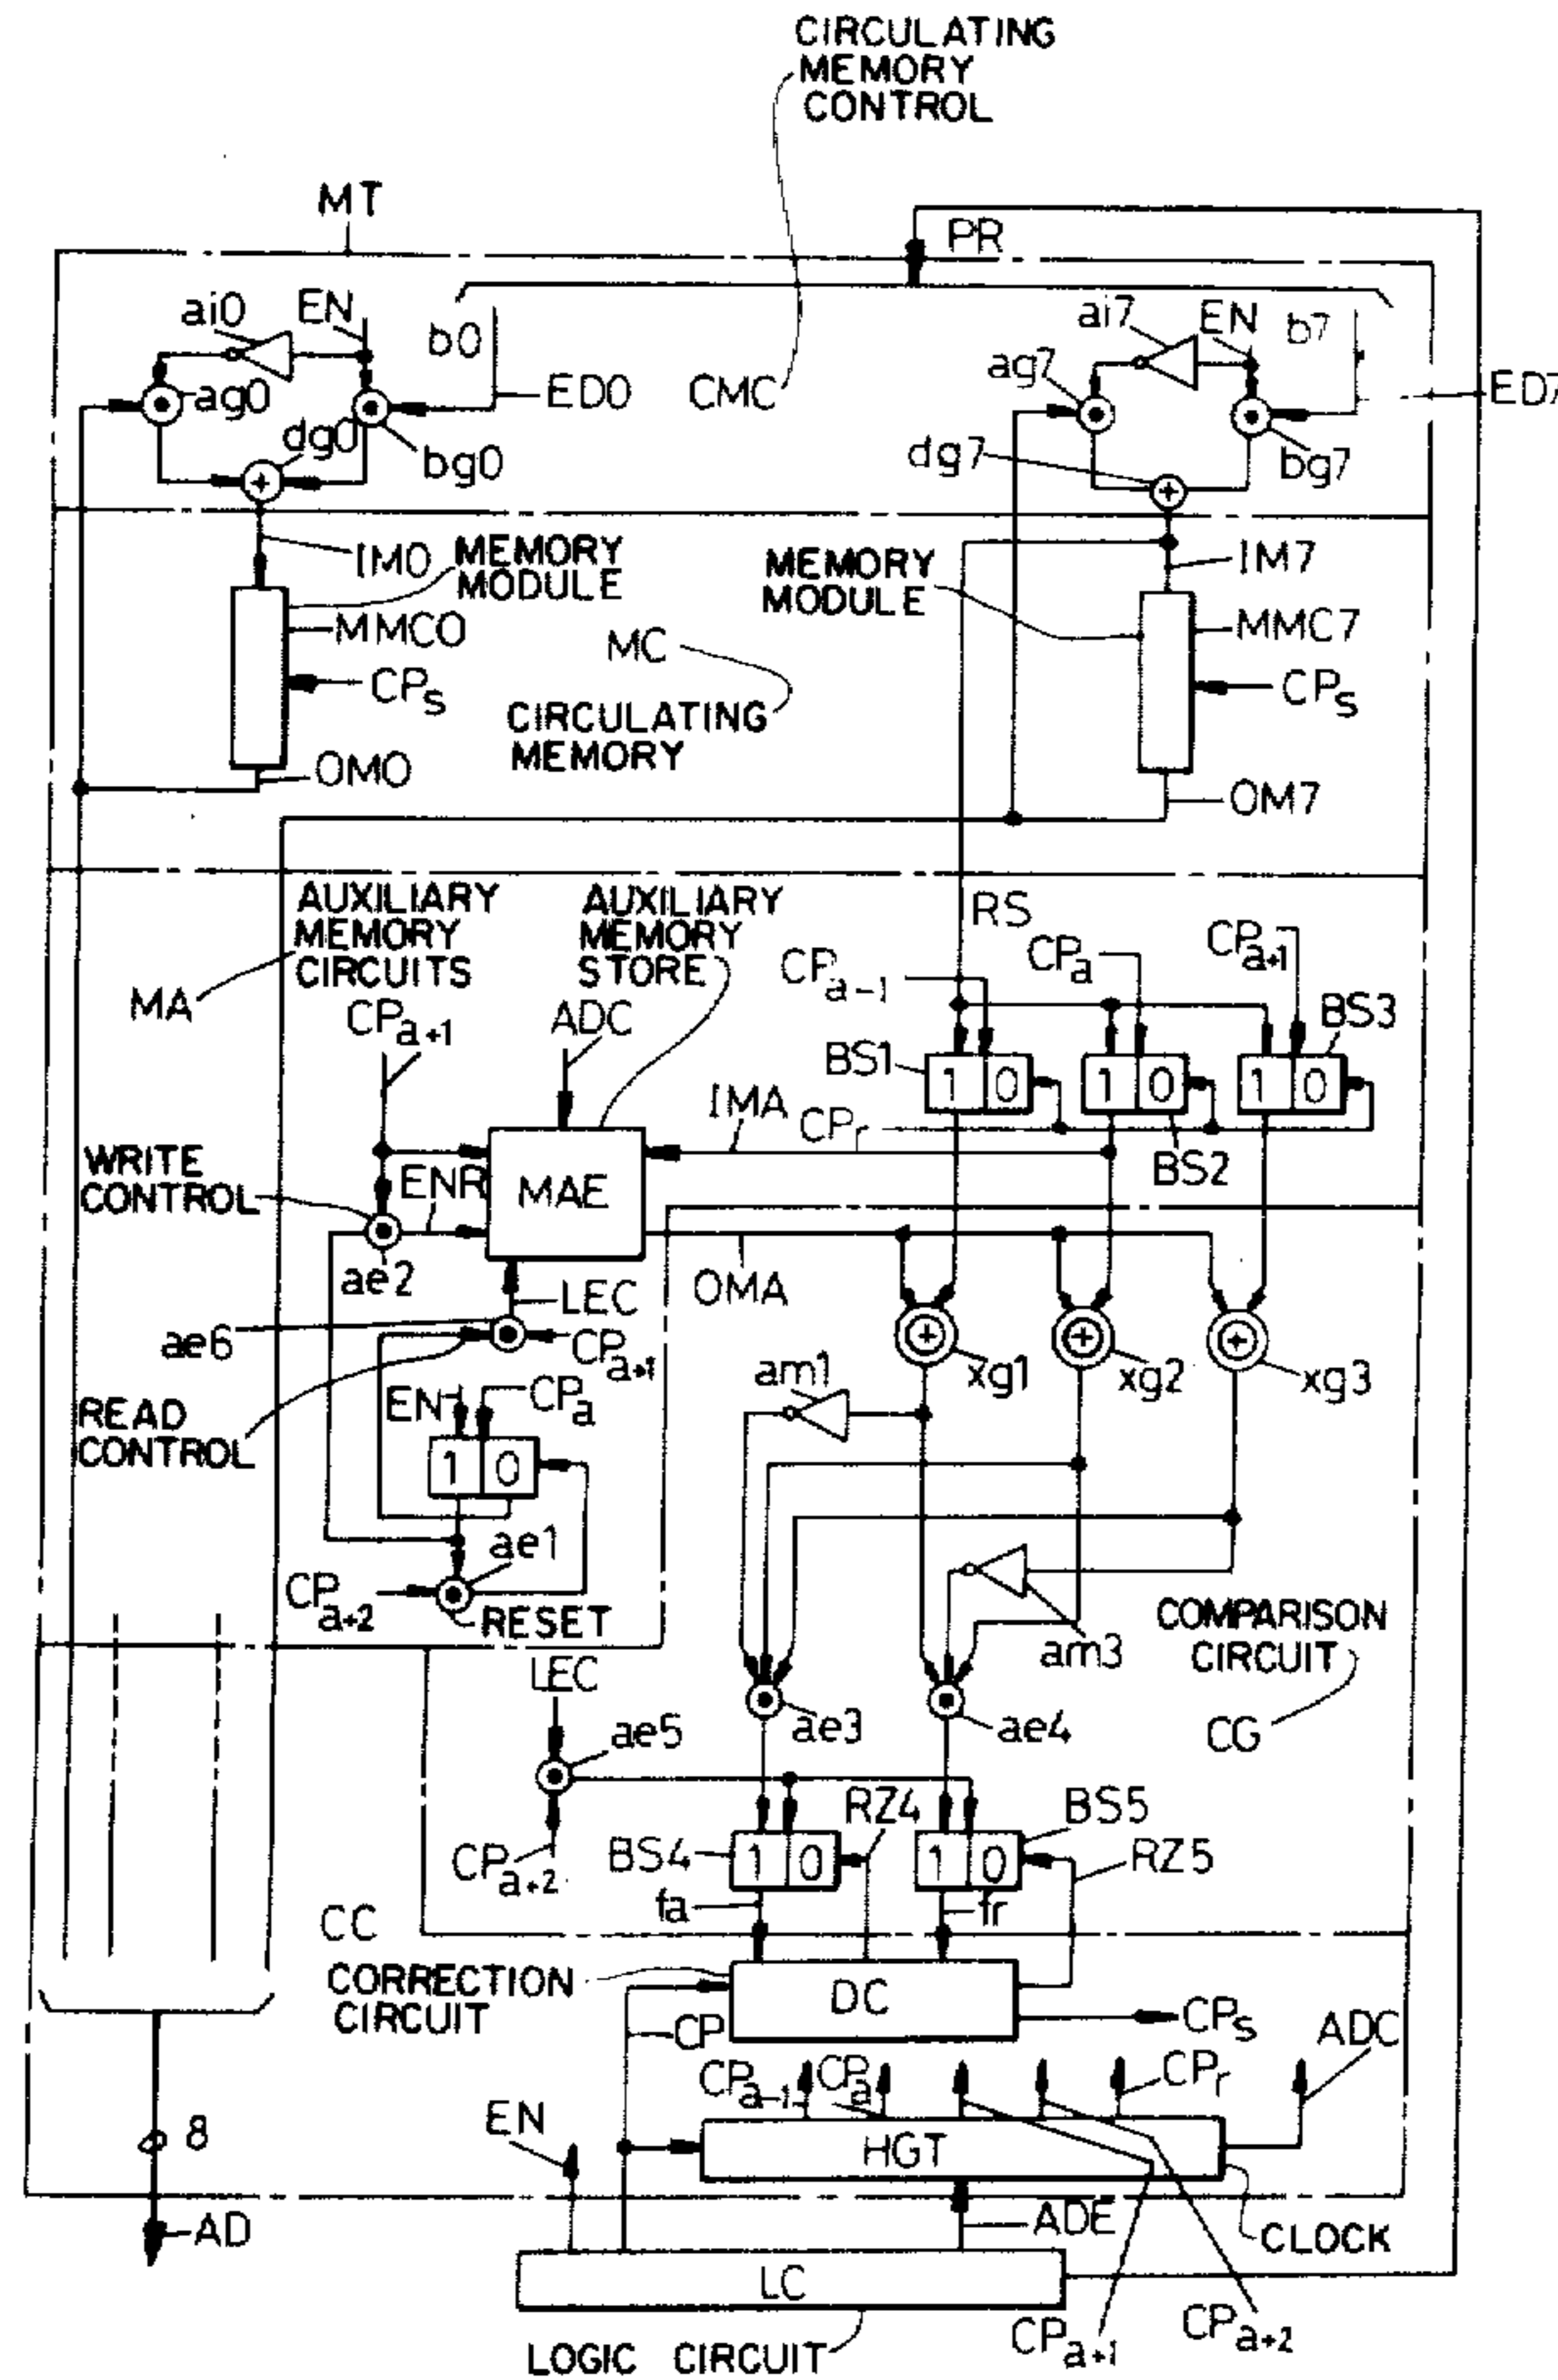 CIRCULATING
MEMORY
CONTROL
MT
PR
ai0
EN
b0
ED0
CMC
ai7
EN
b7
ED7
ag0
dg0
bg0
ag7
dg7
bg7
IM0
MEMORY
MODULE
MEMORY
MODULE
IM7
MMC0
MC
MMC7
CPs
CPs
CIRCULATING
MEMORY
OM0
OM7
AUXILIARY
MEMORY
CIRCUITS
AUXILIARY
MEMORY
STORE
RS
CPa-1
CPa
CPa+1
MA
CPa+1
ADC
BS1
BS3
1 0
1 0
1 0
IMA
CPr
BS2
WRITE
CONTROL
ENR
MAE
ae2
LEC
OMA
ae6
CPa+1
xg1
xg2
xg3
am1
READ
CONTROL
EN
CPa
1 0
ae1
CPa+2
RESET
am3
COMPARISON
CIRCUIT
LEC
ae5
ae3
ae4
CG
CPa+2
BS4
1 0
RZ4
BS5
1 0
RZ5
fa
fr
CC
CORRECTION
CIRCUIT
DC
CP
CPs
ADC
CPa-1
CPa
CPr
EN
8
HGT
AD
ADE
CLOCK
LC
LOGIC CIRCUIT
CPa+1
CPa+2